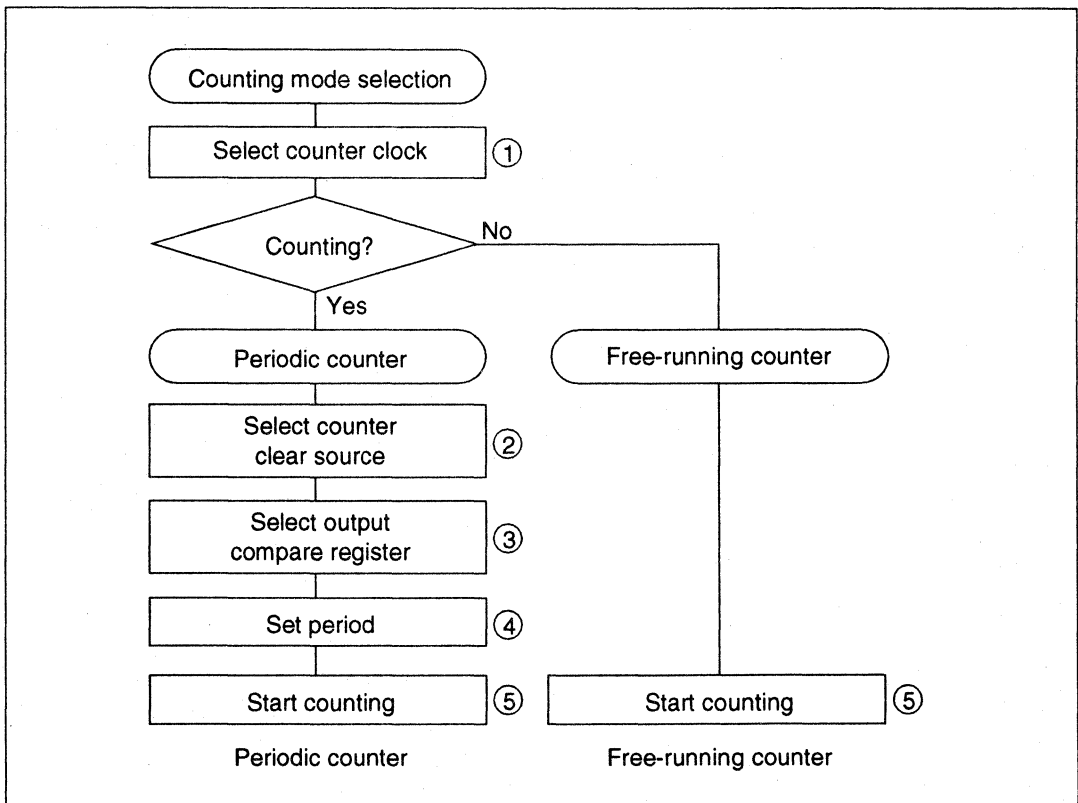 Counting mode selection
Select counter clock
①
Counting?
No
Yes
Periodic counter
Free-running counter
Select counter
clear source
②
Select output
compare register
③
Set period
④
Start counting
⑤
Start counting
⑤
Periodic counter
Free-running counter